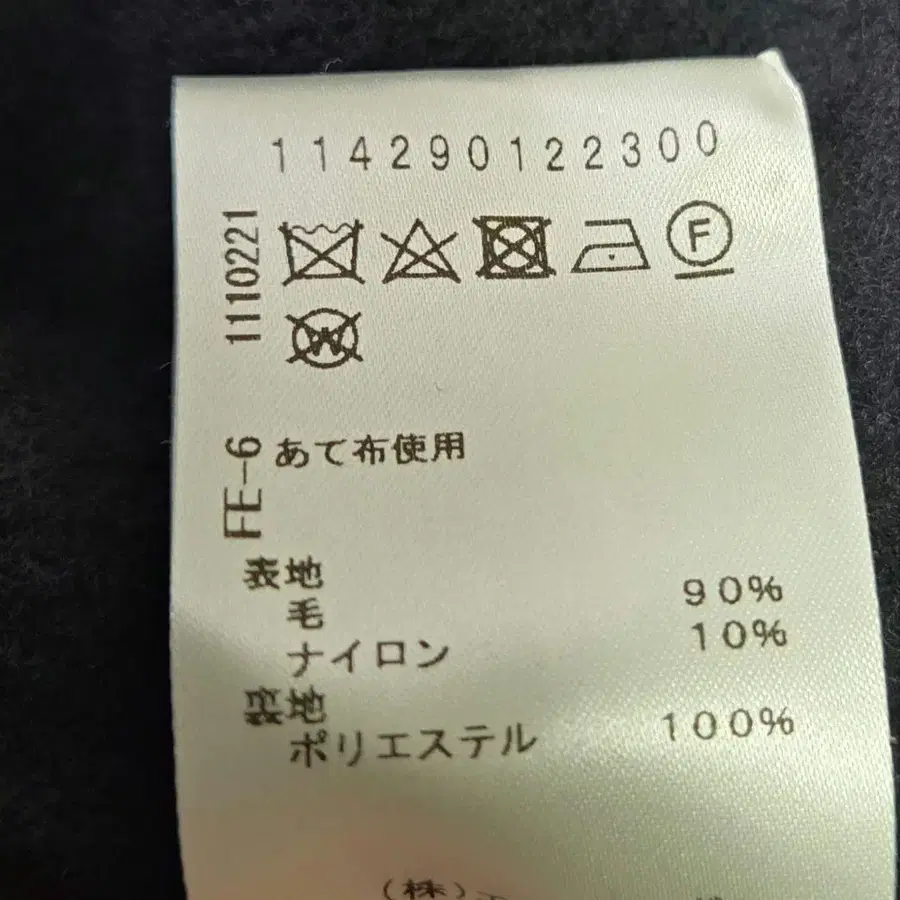 114290122300
1110221
F
W
FE-6
あて布使用
表地
毛 90%
ナイロン 10%
裏地
ポリエステル 100%
(株)